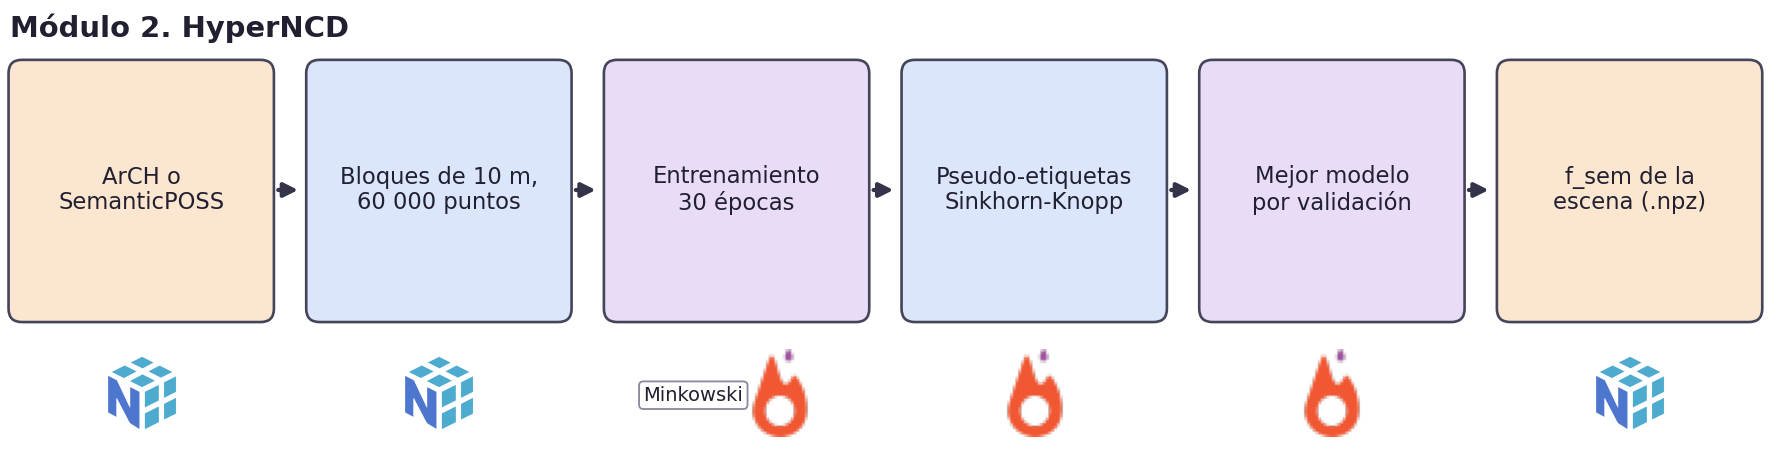 Módulo 2. HyperNCD
ArCH o
SemanticPOSS
Bloques de 10 m,
60 000 puntos
Entrenamiento
30 épocas
Pseudo-etiquetas
Sinkhorn-Knopp
Mejor modelo
por validación
f_sem de la
escena (.npz)
Minkowski